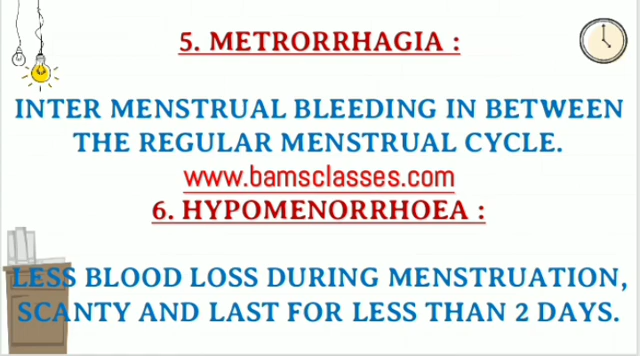 5. METRORRHAGIA :
INTER MENSTRUAL BLEEDING IN BETWEEN
THE REGULAR MENSTRUAL CYCLE.
www.bamsclasses.com
6. HYPOMENORRHOEA :
LESS BLOOD LOSS DURING MENSTRUATION,
SCANTY AND LAST FOR LESS THAN 2 DAYS.